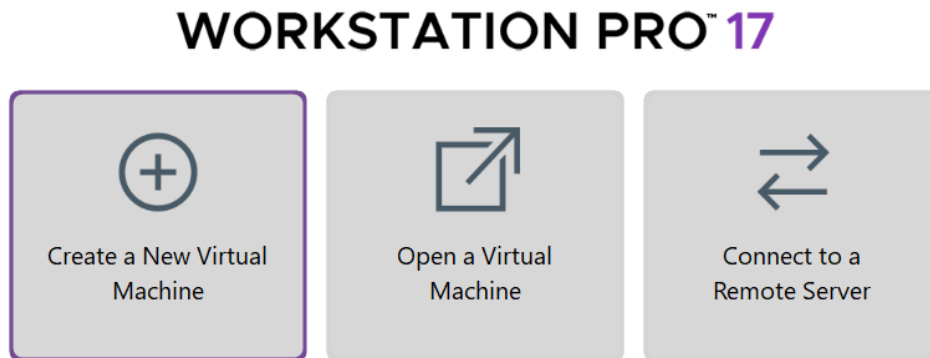 WORKSTATION PRO™ 17
Create a New Virtual
Machine
Open a Virtual
Machine
Connect to a
Remote Server